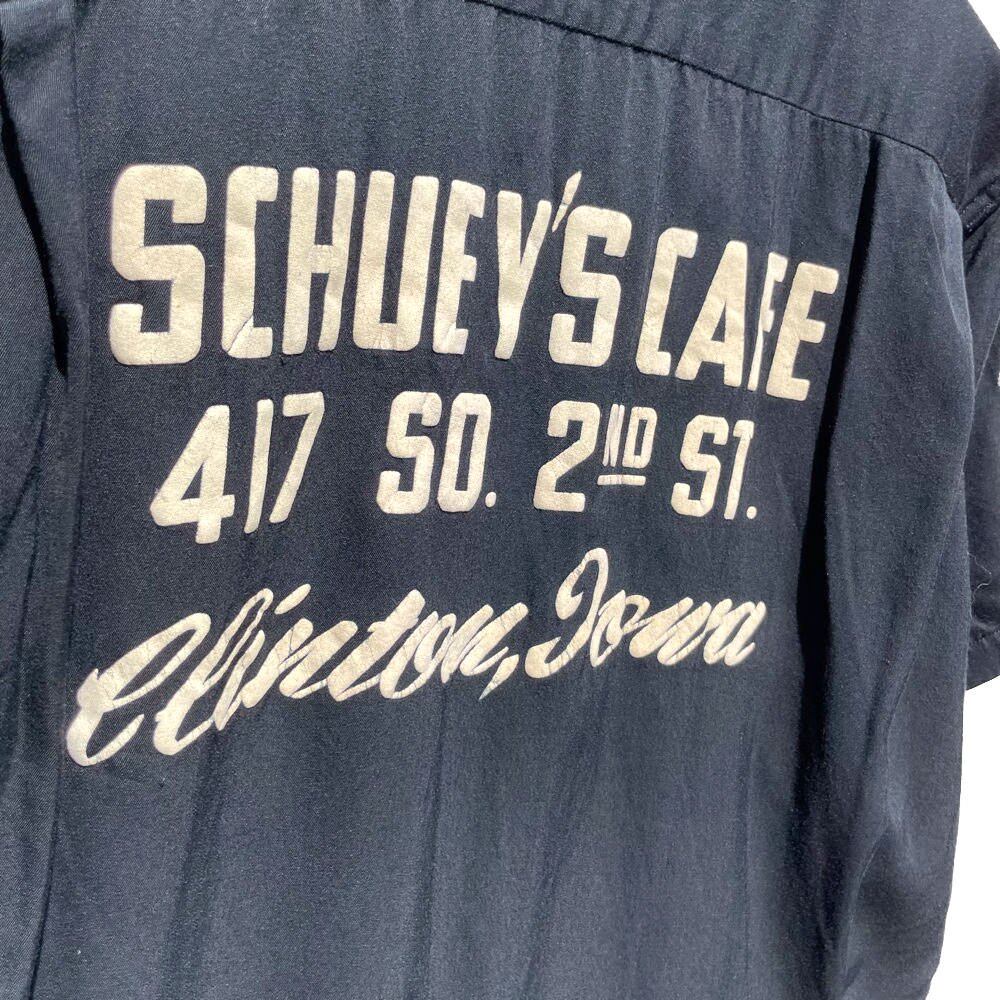 SCHUEY'S CAFE
417 SO. 2ND ST.
Clinton, Iowa